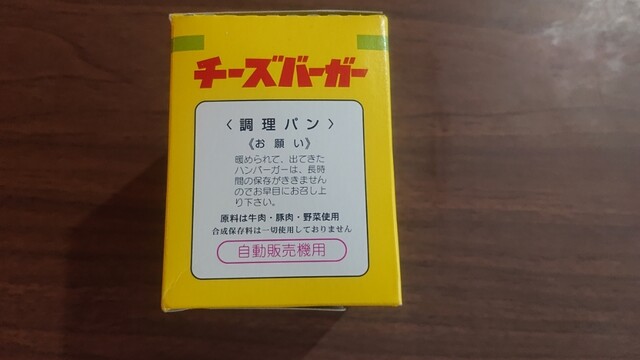 チーズバーガー
〈調理パン〉
《お願い》
暖められて、出てきた
ハンバーガーは、長時
間の保存がききません
のでお早目にお召し上
り下さい。
原料は牛肉・豚肉・野菜使用
合成保存料は一切使用しておりません
自動販売機用